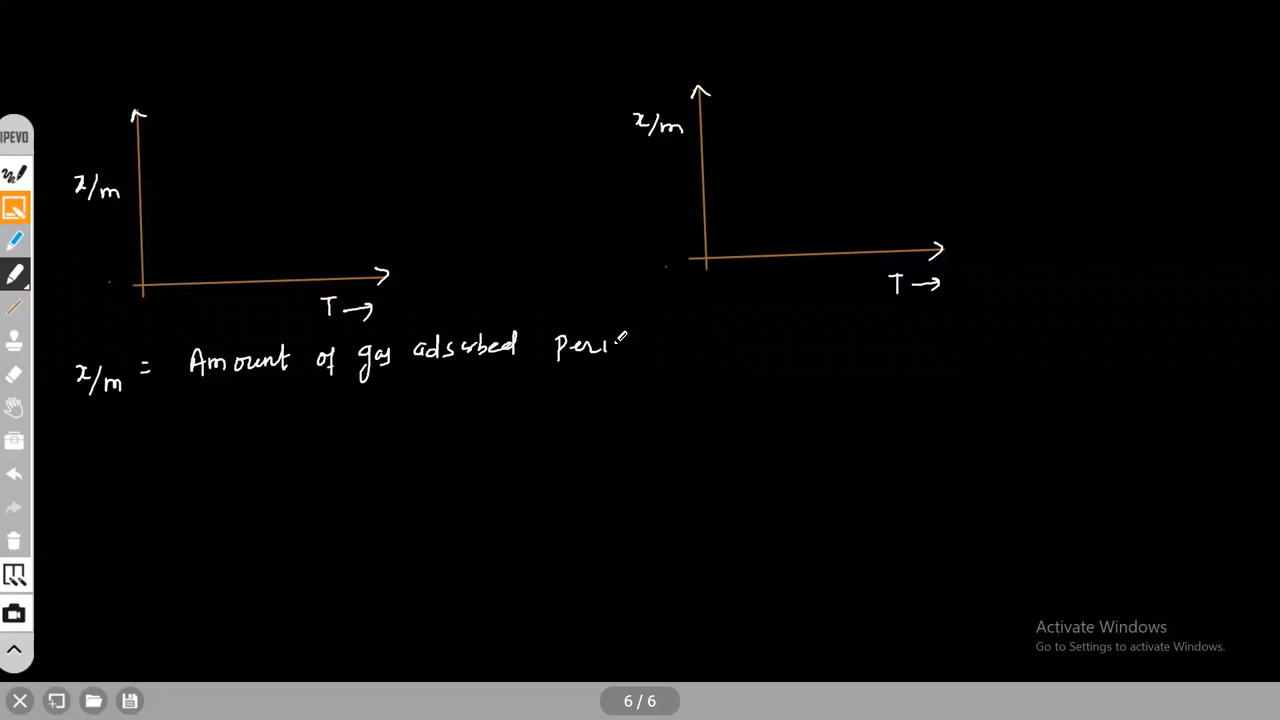 IPEVO
x/m
x/m
T →
T →
x/m = Amount of gas adsorbed per
Activate Windows
Go to Settings to activate Windows.
6 / 6